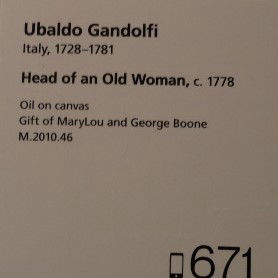 Ubaldo Gandolfi
Italy, 1728–1781
Head of an Old Woman, c. 1778
Oil on canvas
Gift of MaryLou and George Boone
M.2010.46
671